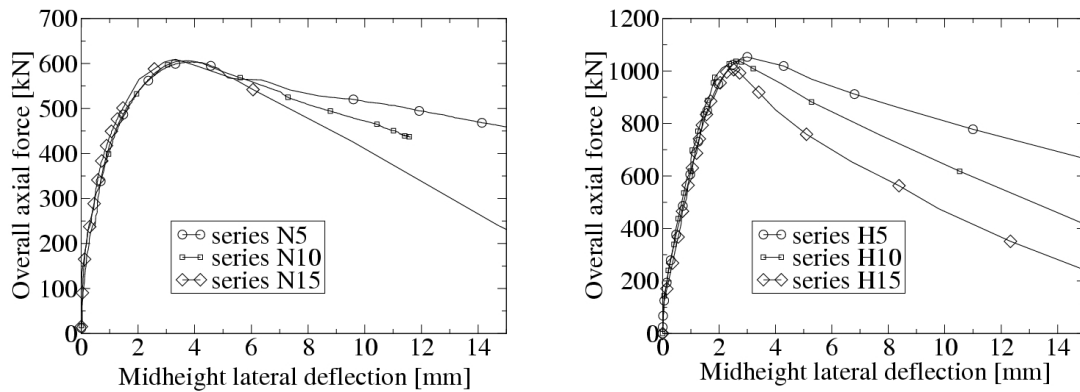 Overall axial force [kN]
700
600
500
400
300
200
100
0
series N5
series N10
series N15
0 2 4 6 8 10 12 14
Midheight lateral deflection [mm]
Overall axial force [kN]
1200
1000
800
600
400
200
0
series H5
series H10
series H15
0 2 4 6 8 10 12 14
Midheight lateral deflection [mm]